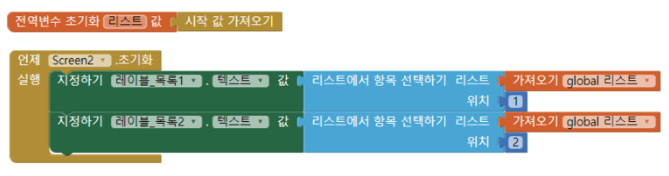 전역변수 초기화 리스트 값 시작 값 가져오기
언제 Screen2 .초기화
실행 지정하기 레이블_목록1 . 텍스트 값 리스트에서 항목 선택하기 리스트 가져오기 global 리스트
위치 1
지정하기 레이블_목록2 . 텍스트 값 리스트에서 항목 선택하기 리스트 가져오기 global 리스트
위치 2